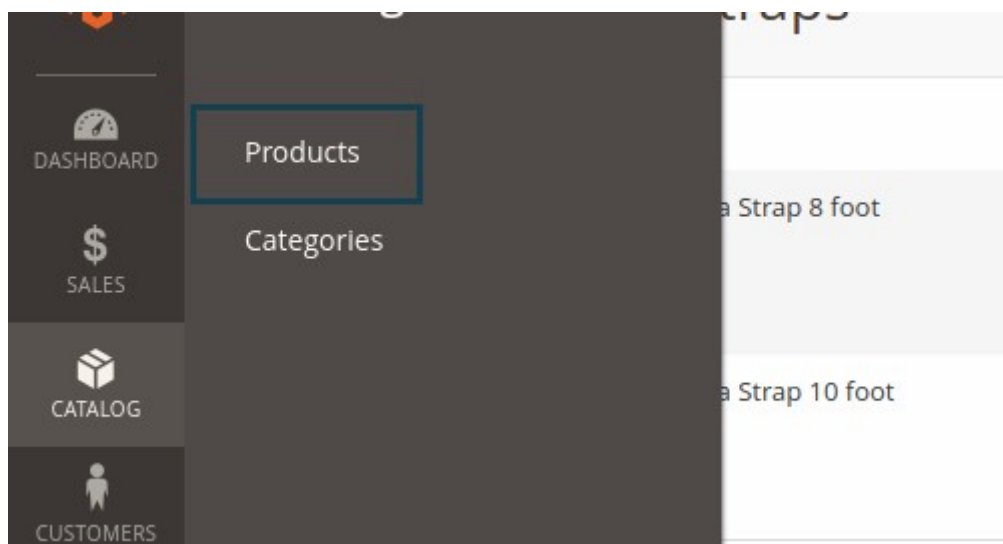 DASHBOARD
SALES
CATALOG
CUSTOMERS
Products
Categories
a Strap 8 foot
a Strap 10 foot